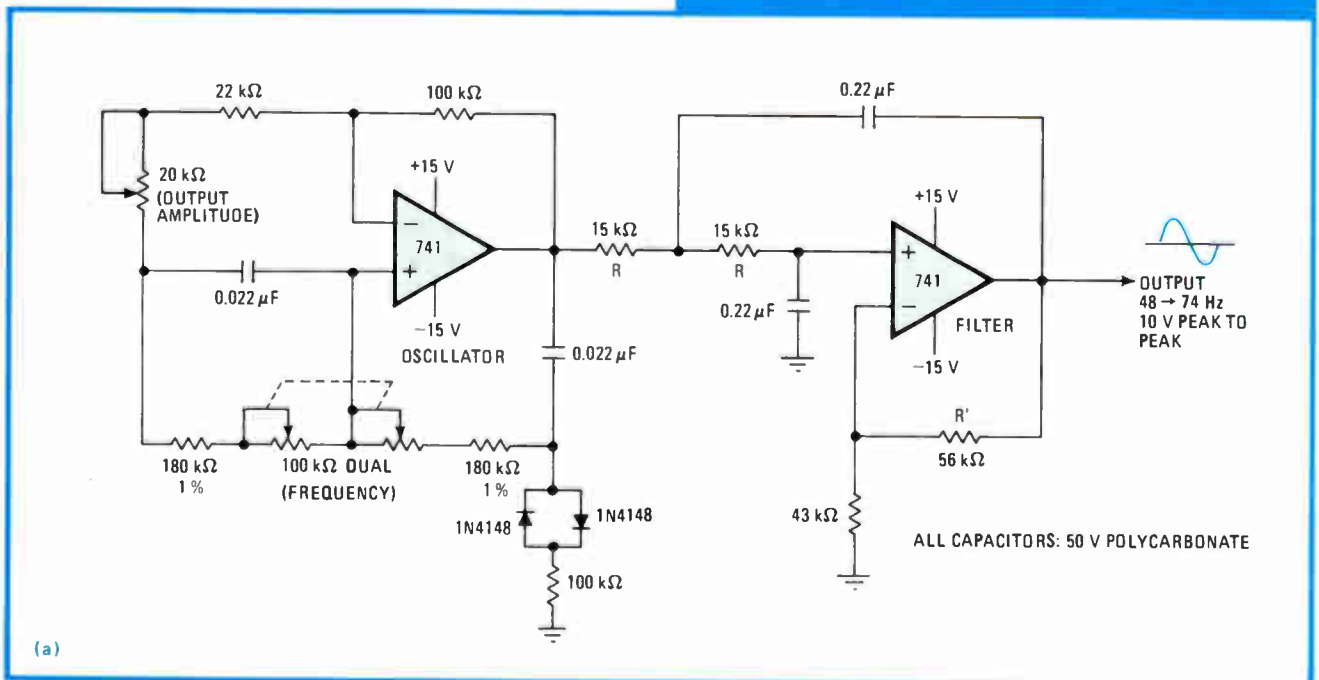 22 kΩ
100 kΩ
0.22 μF
20 kΩ
(OUTPUT
AMPLITUDE)
+15 V
−
741
+
−15 V
OSCILLATOR
0.022 μF
0.022 μF
15 kΩ
R
15 kΩ
R
0.22 μF
+15 V
+
741
−
FILTER
−15 V
OUTPUT
48 → 74 Hz
10 V PEAK TO
PEAK
180 kΩ
1 %
100 kΩ DUAL
(FREQUENCY)
180 kΩ
1 %
R'
56 kΩ
43 kΩ
1N4148
1N4148
100 kΩ
ALL CAPACITORS: 50 V POLYCARBONATE
(a)